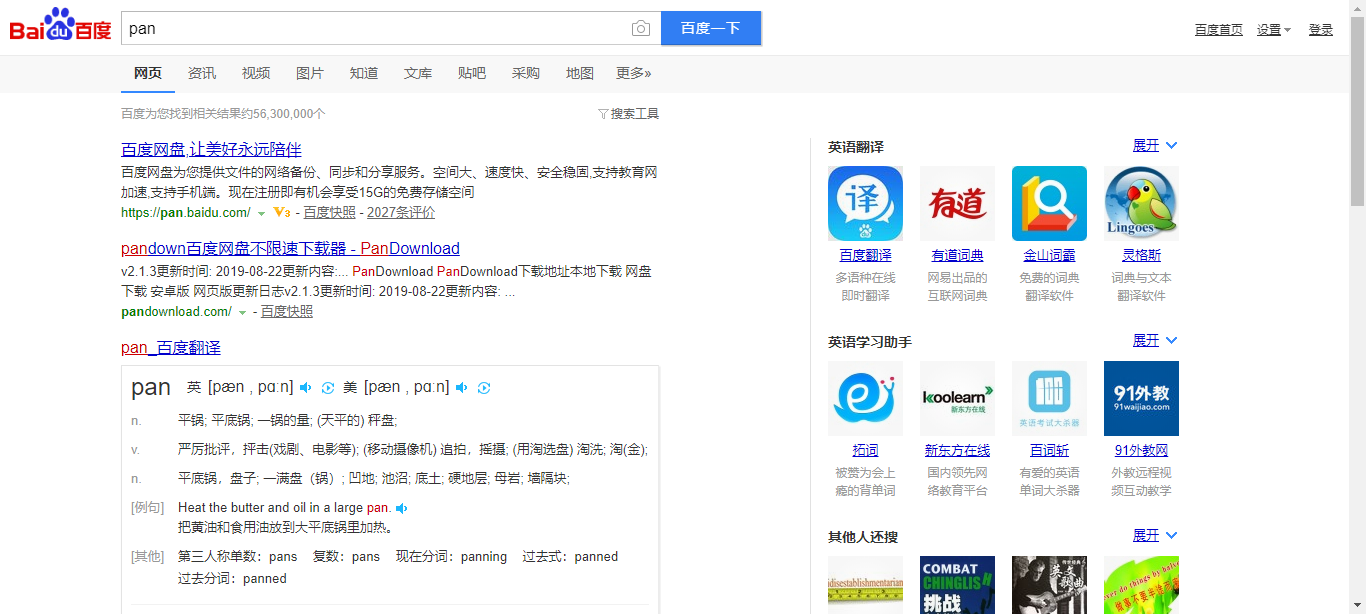 Bai du 百度
pan
百度一下
百度首页 设置 登录
网页 资讯 视频 图片 知道 文库 贴吧 采购 地图 更多»
百度为您找到相关结果约56,300,000个
搜索工具
百度网盘,让美好永远陪伴
百度网盘为您提供文件的网络备份、同步和分享服务。空间大、速度快、安全稳固,支持教育网
加速,支持手机端。现在注册即有机会享受15G的免费存储空间
https://pan.baidu.com/ V3 - 百度快照 - 2027条评价
pandown百度网盘不限速下载器 - PanDownload
v2.1.3更新时间: 2019-08-22更新内容:... PanDownload PanDownload下载地址本地下载 网盘
下载 安卓版 网页版更新日志v2.1.3更新时间: 2019-08-22更新内容: ...
pandownload.com/ - 百度快照
pan_百度翻译
pan 英 [pæn , pɑːn] 美 [pæn , pɑːn]
n. 平锅; 平底锅; 一锅的量; (天平的) 秤盘;
v. 严厉批评，抨击(戏剧、电影等); (移动摄像机) 追拍，摇摄; (用淘选盘) 淘洗; 淘(金);
n. 平底锅，盘子; 一满盘（锅）; 凹地; 池沼; 底土; 硬地层; 母岩; 墙隔块;
[例句] Heat the butter and oil in a large pan.
把黄油和食用油放到大平底锅里加热。
[其他] 第三人称单数：pans 复数：pans 现在分词：panning 过去式：panned
过去分词：panned
英语翻译 展开
译 有道 Lingoes
百度翻译 有道词典 金山词霸 灵格斯
多语种在线 网易出品的 免费的词典 词典与文本
即时翻译 互联网词典 翻译软件 翻译软件
英语学习助手 展开
koolearn 新东方在线
英语考试大杀器
91外教
91waijiao.com
拓词 新东方在线 百词斩 91外教网
被赞为会上 国内领先网 有爱的英语 外教远程视
瘾的背单词 络教育平台 单词大杀器 频互动教学
其他人还搜 展开
idisestablishmentarian
COMBAT
CHINGLISH
挑战
英文歌曲
ever do things by halve
做事不要半途而废